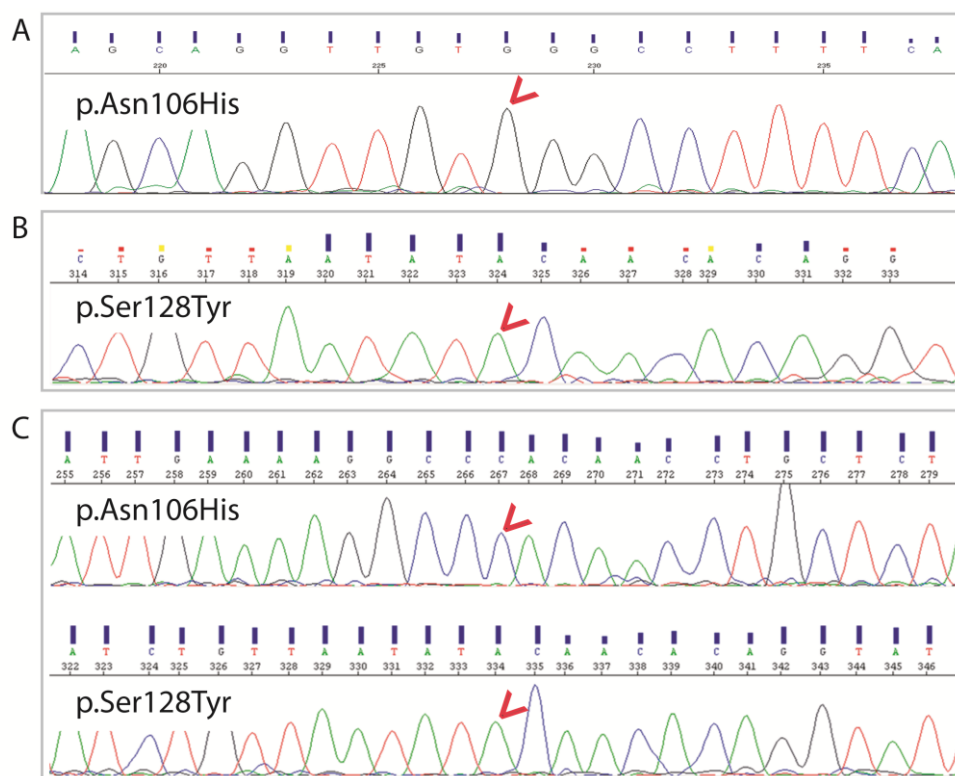 A
A G C A G G T T G T G G G C C T T T T C A
220 225 230 235
p.Asn106His
B
C T G T T A A T A T A C A A C A C A G G
314 315 316 317 318 319 320 321 322 323 324 325 326 327 328 329 330 331 332 333
p.Ser128Tyr
C
A T T G A A A A G G C C C A C A A C C T G C T C T
255 256 257 258 259 260 261 262 263 264 265 266 267 268 269 270 271 272 273 274 275 276 277 278 279
p.Asn106His
A T C T G T T A A T A T A C A A C A C A G G T A T
322 323 324 325 326 327 328 329 330 331 332 333 334 335 336 337 338 339 340 341 342 343 344 345 346
p.Ser128Tyr